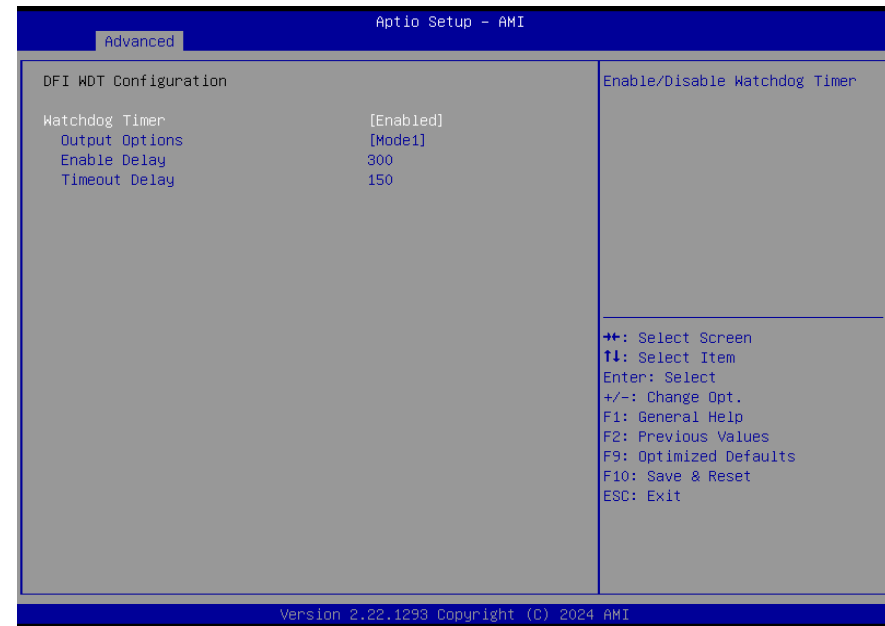 Aptio Setup – AMI
Advanced
DFI WDT Configuration
Watchdog Timer [Enabled]
Output Options [Mode1]
Enable Delay 300
Timeout Delay 150
Enable/Disable Watchdog Timer
→←: Select Screen
↑↓: Select Item
Enter: Select
+/-: Change Opt.
F1: General Help
F2: Previous Values
F9: Optimized Defaults
F10: Save & Reset
ESC: Exit
Version 2.22.1293 Copyright (C) 2024 AMI